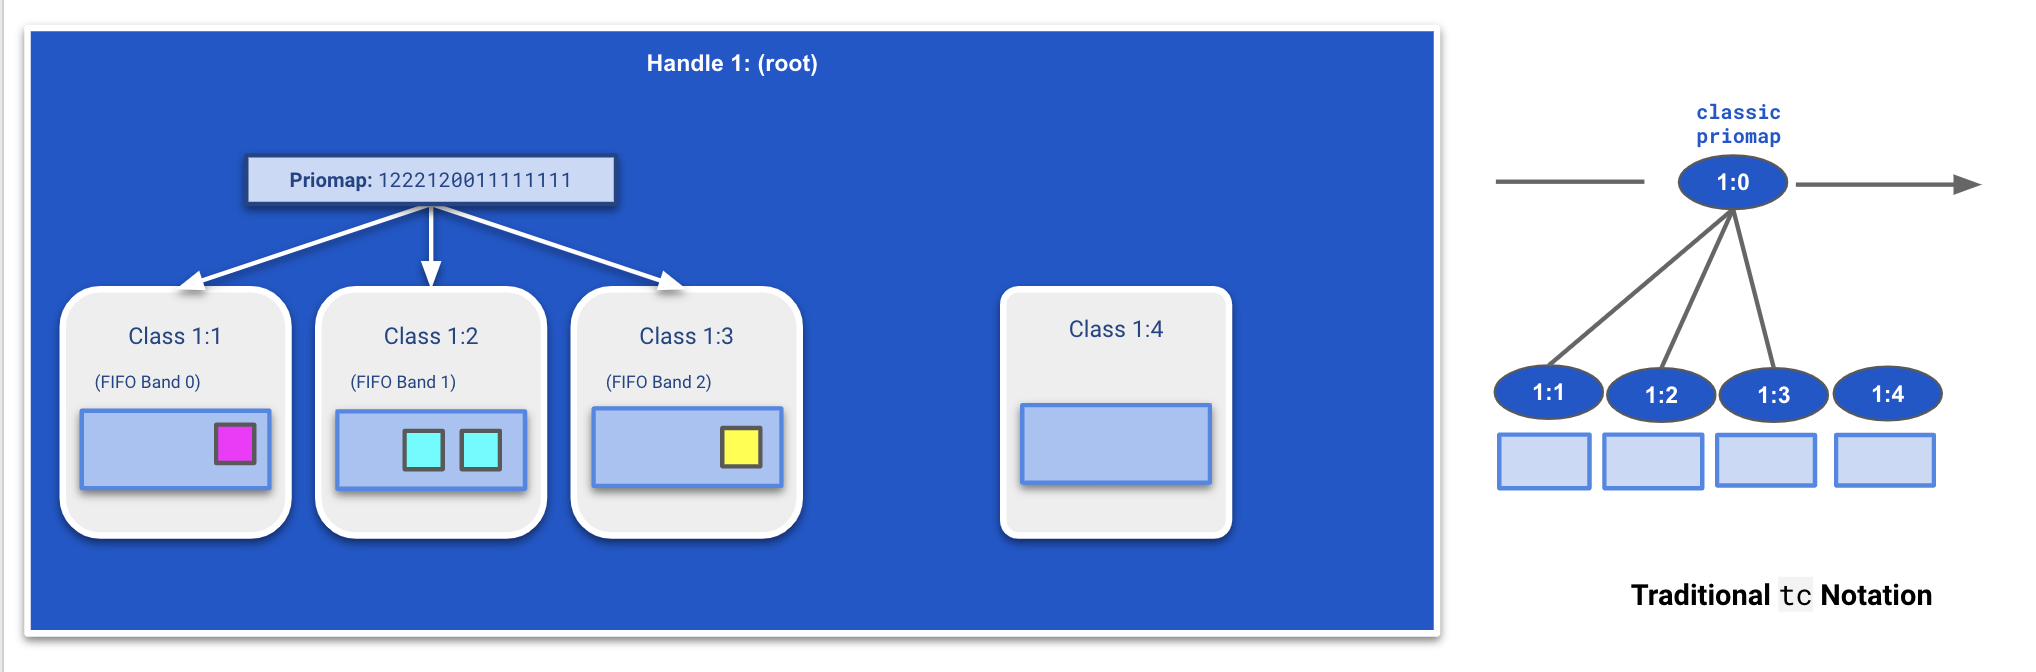 Handle 1: (root)
Priomap: 1222120011111111
Class 1:1
(FIFO Band 0)
Class 1:2
(FIFO Band 1)
Class 1:3
(FIFO Band 2)
Class 1:4
classic
priomap
1:0
1:1
1:2
1:3
1:4
Traditional tc Notation